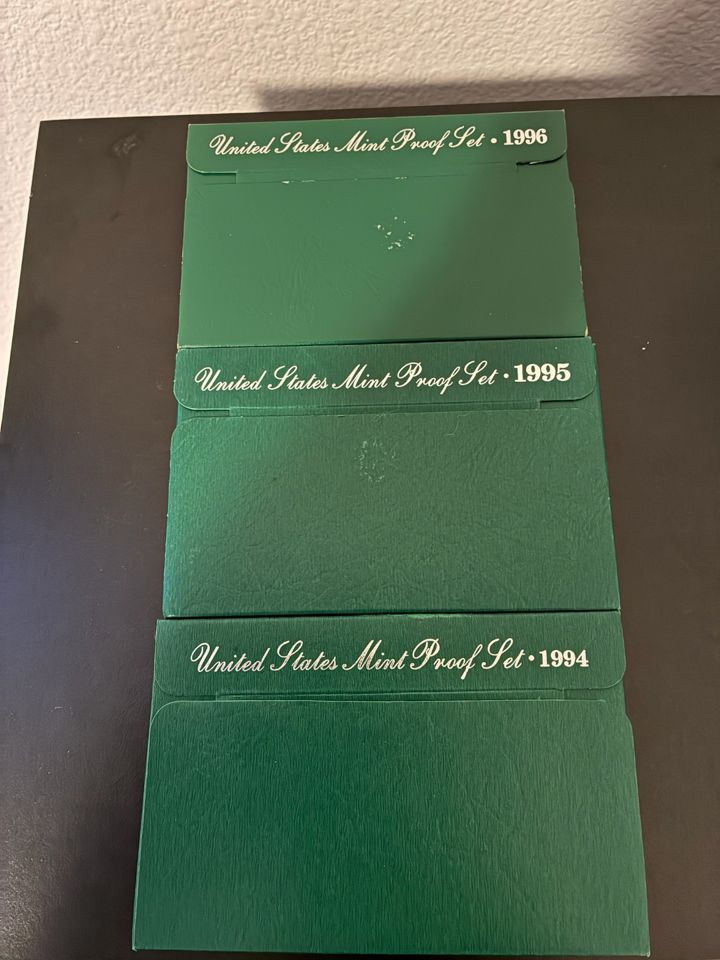 United States Mint Proof Set • 1996
United States Mint Proof Set • 1995
United States Mint Proof Set • 1994